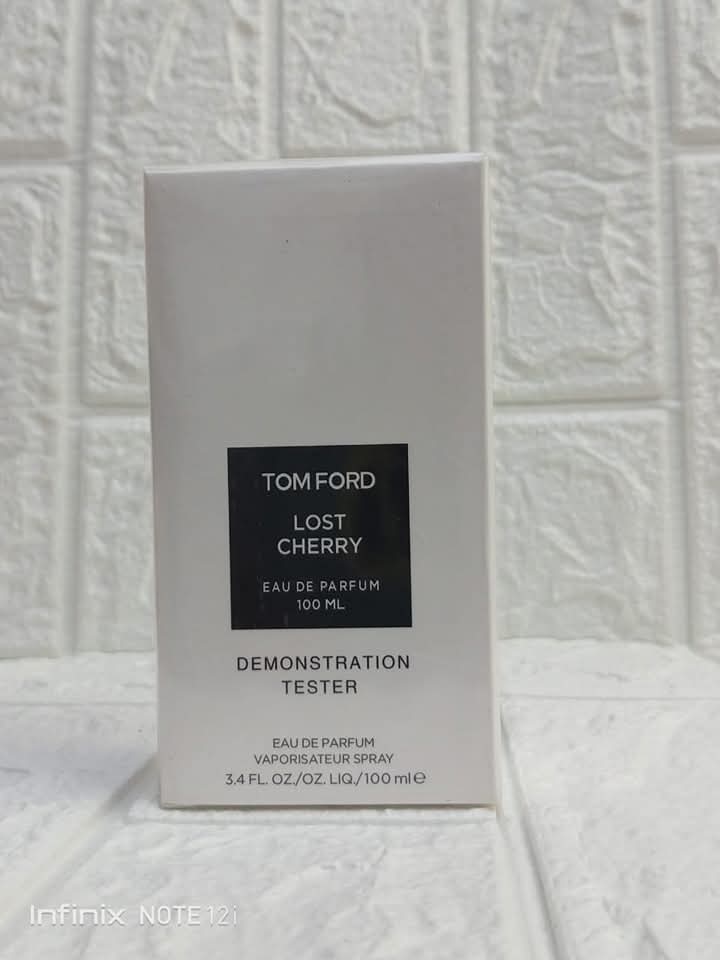 TOM FORD
LOST
CHERRY
EAU DE PARFUM
100 ML
DEMONSTRATION
TESTER
EAU DE PARFUM
VAPORISATEUR SPRAY
3.4 FL. OZ./OZ. LIQ./100 ml ℮
Infinix NOTE 12i